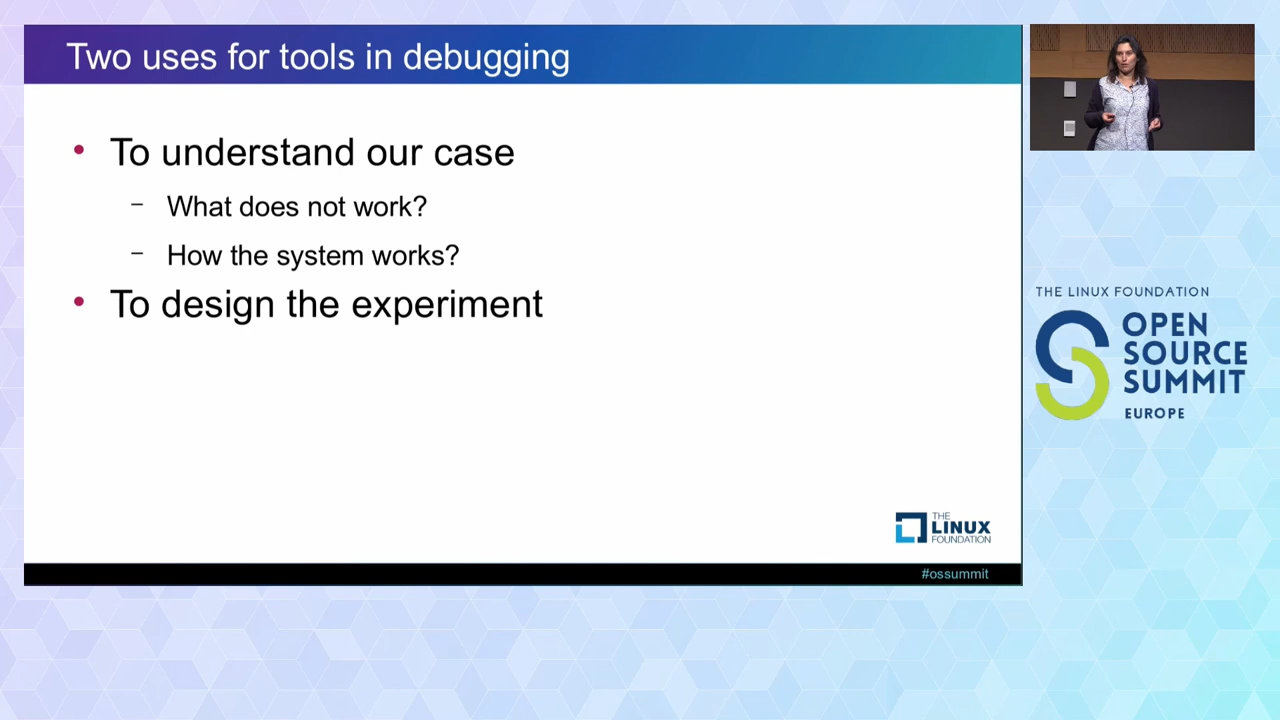 Two uses for tools in debugging
• To understand our case
– What does not work?
– How the system works?
• To design the experiment
THE
LINUX
FOUNDATION
#ossummit
THE LINUX FOUNDATION
OPEN
SOURCE
SUMMIT
EUROPE